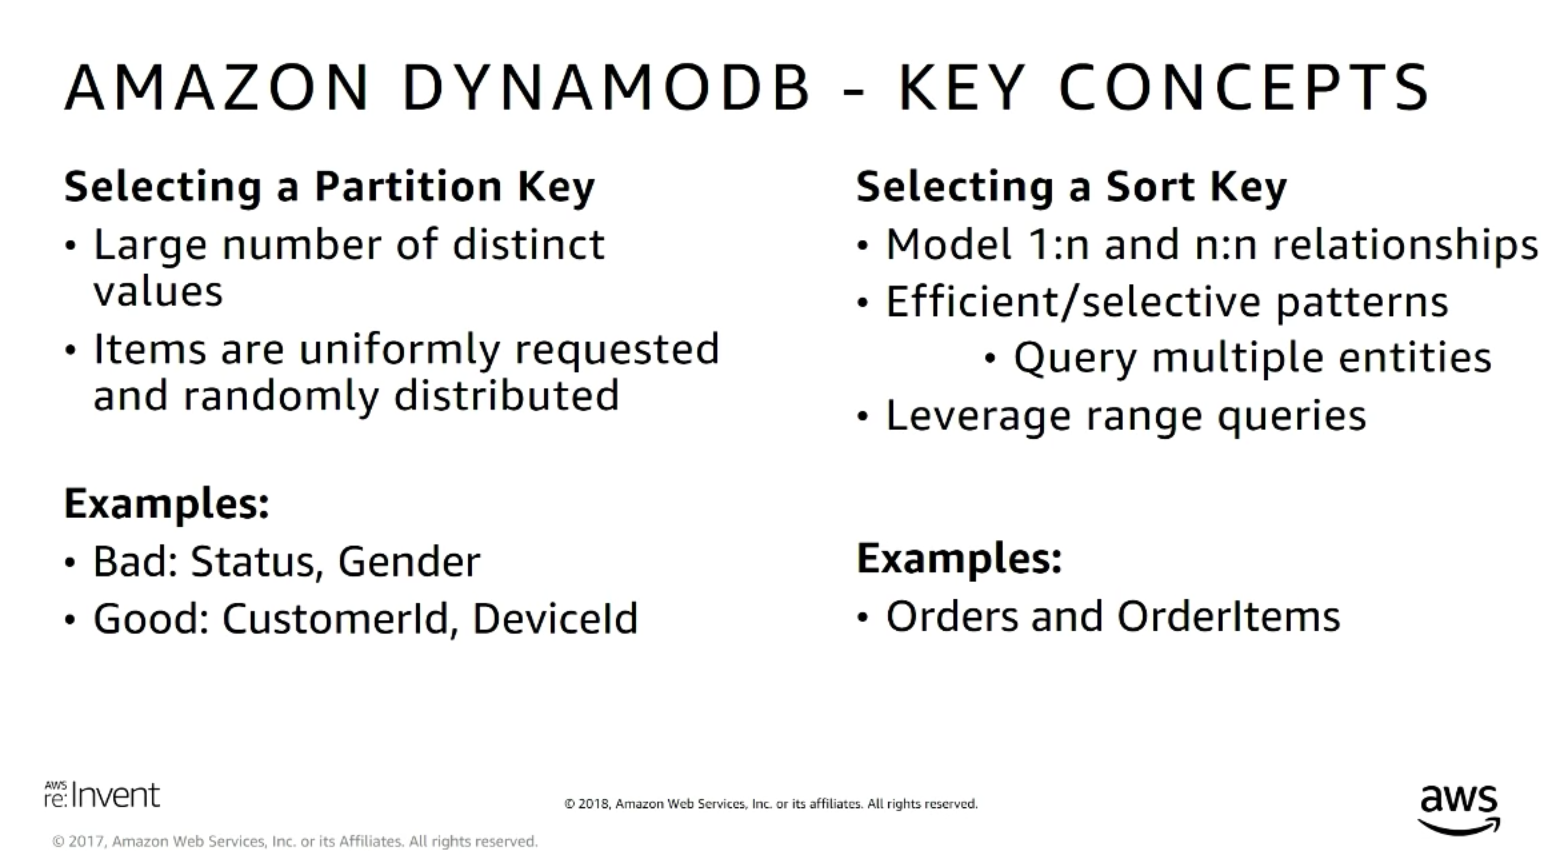 AMAZON DYNAMODB - KEY CONCEPTS
Selecting a Partition Key
• Large number of distinct
values
• Items are uniformly requested
and randomly distributed
Examples:
• Bad: Status, Gender
• Good: CustomerId, DeviceId
Selecting a Sort Key
• Model 1:n and n:n relationships
• Efficient/selective patterns
• Query multiple entities
• Leverage range queries
Examples:
• Orders and OrderItems
AWS
re:Invent
© 2018, Amazon Web Services, Inc. or its affiliates. All rights reserved.
aws
© 2017, Amazon Web Services, Inc. or its Affiliates. All rights reserved.